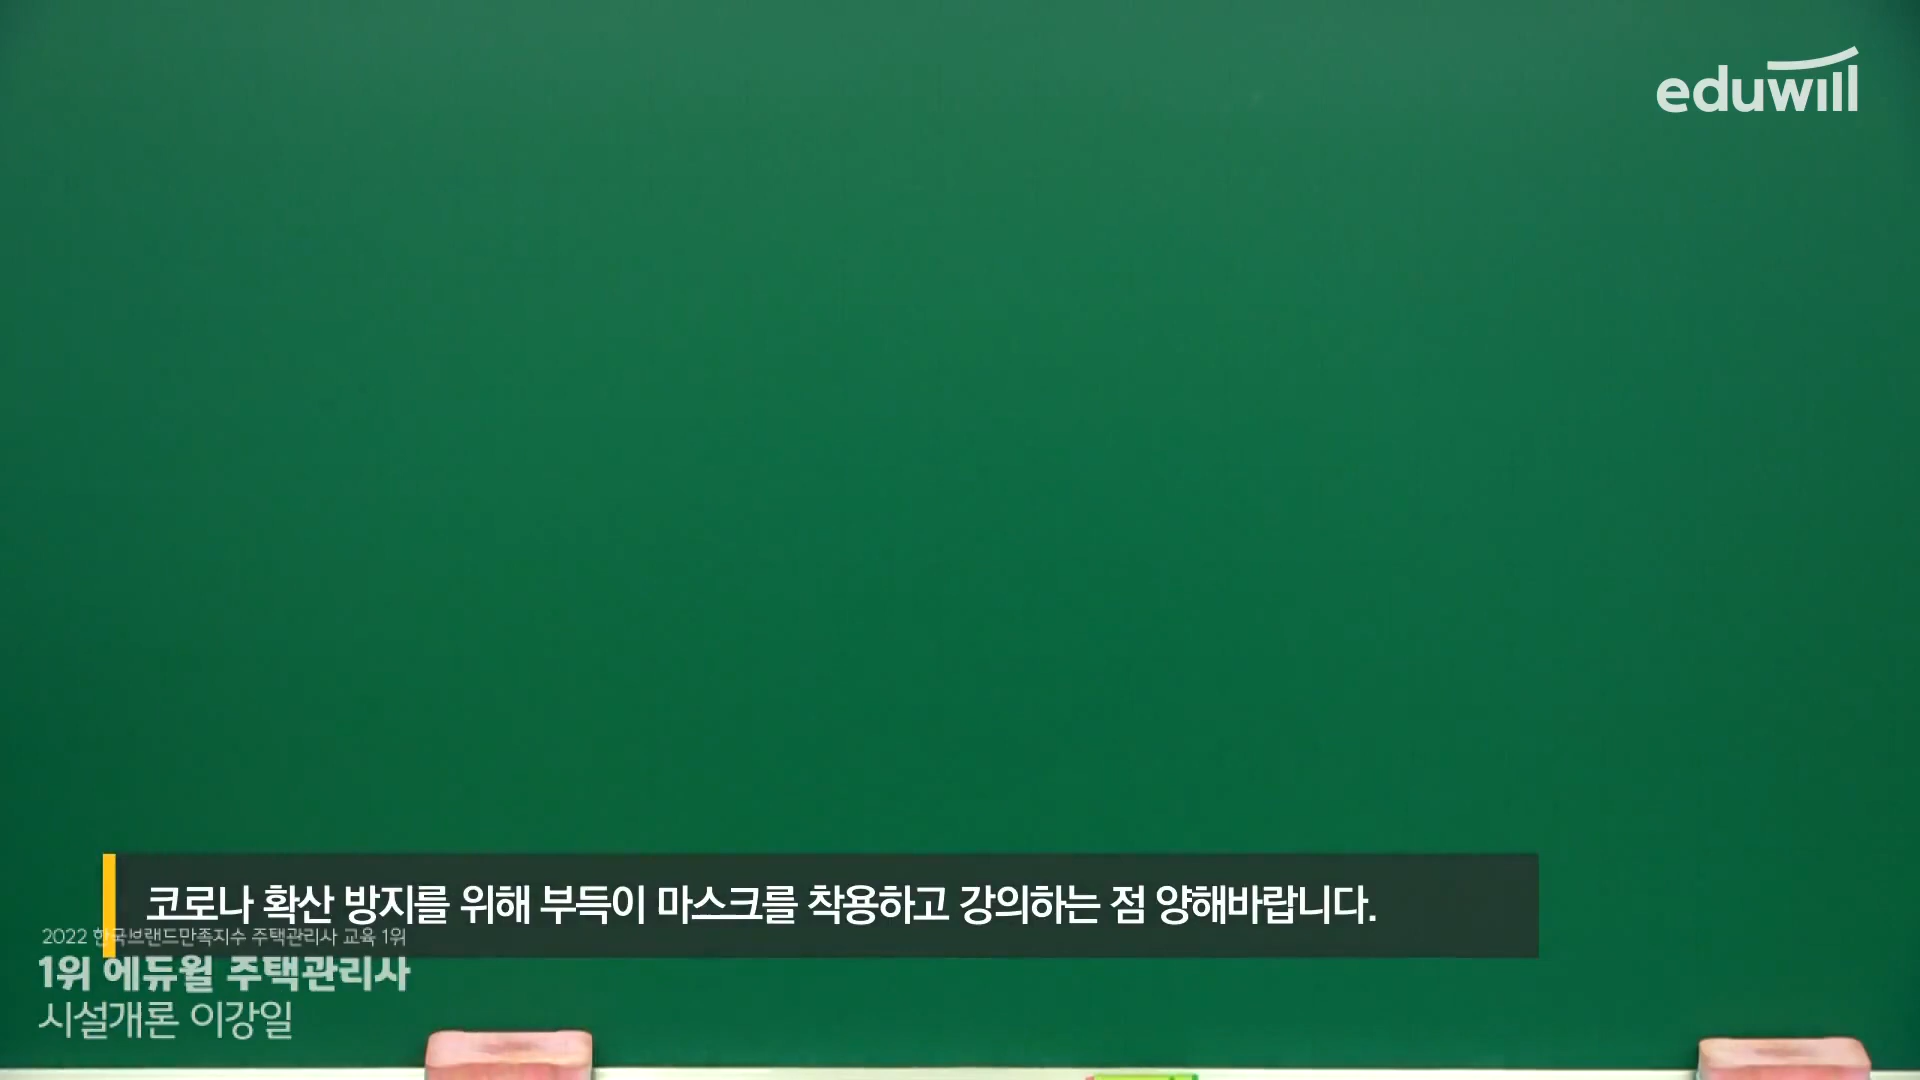 eduwill
코로나 확산 방지를 위해 부득이 마스크를 착용하고 강의하는 점 양해바랍니다.
2022 한국브랜드만족지수 주택관리사 교육 1위
1위 에듀윌 주택관리사
시설개론 이강일